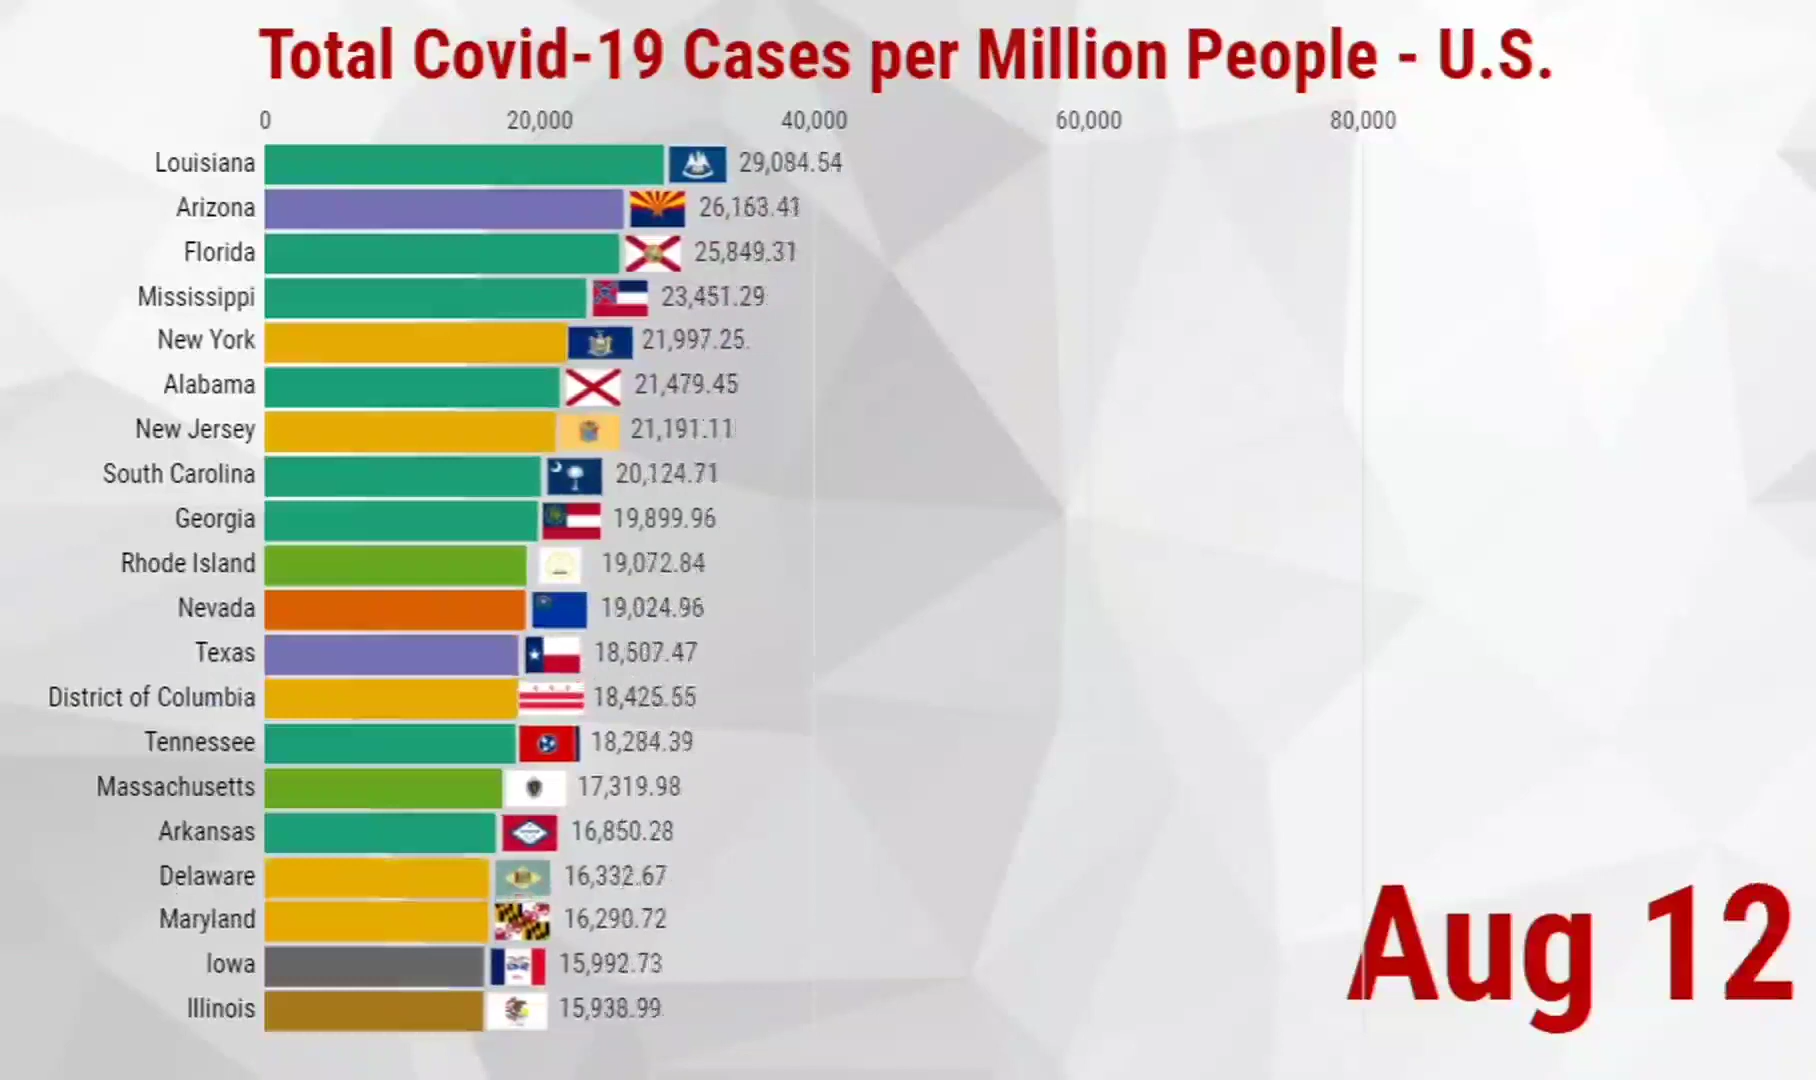 Total Covid-19 Cases per Million People - U.S.
0 20,000 40,000 60,000 80,000
Louisiana 29,084.54
Arizona 26,163.41
Florida 25,849.31
Mississippi 23,451.29
New York 21,997.25
Alabama 21,479.45
New Jersey 21,191.11
South Carolina 20,124.71
Georgia 19,899.96
Rhode Island 19,072.84
Nevada 19,024.96
Texas 18,507.47
District of Columbia 18,425.55
Tennessee 18,284.39
Massachusetts 17,319.98
Arkansas 16,850.28
Delaware 16,332.67
Maryland 16,290.72
Iowa 15,992.73
Illinois 15,938.99
Aug 12